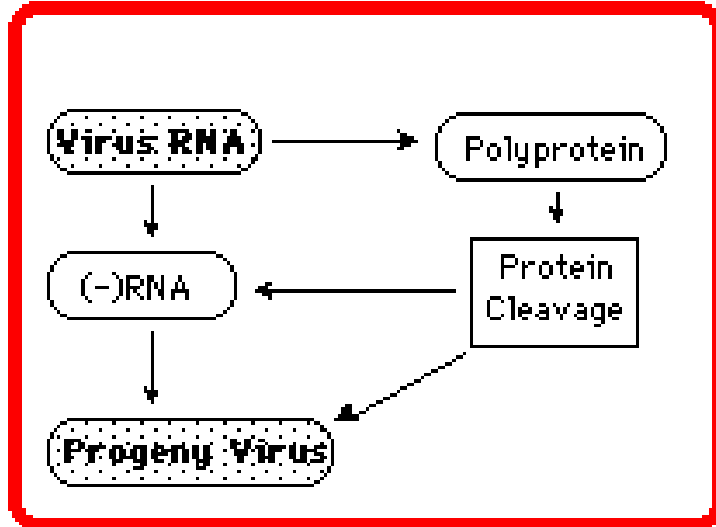 Virus RNA
Polyprotein
(-)RNA
Protein
Cleavage
Progeny Virus